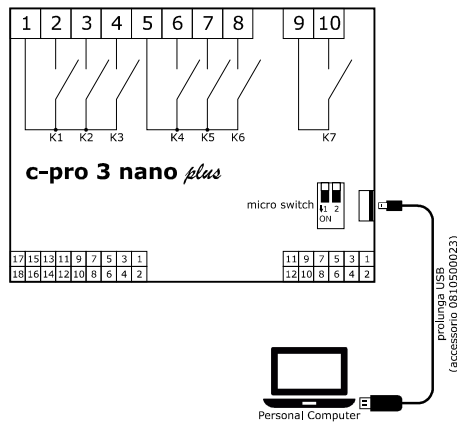 1 2 3 4 5 6 7 8 9 10
K1 K2 K3 K4 K5 K6 K7
c-pro 3 nano plus
micro switch
1 2
ON
17 15 13 11 9 7 5 3 1
18 16 14 12 10 8 6 4 2
11 9 7 5 3 1
12 10 8 6 4 2
prolunga USB
(accessorio 0810500023)
Personal Computer